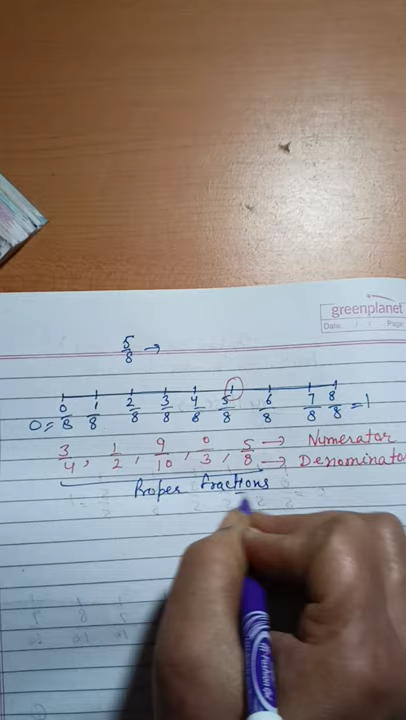 greenplanet
Date. / / Page
5/8 →
0/8 1/8 2/8 3/8 4/8 5/8 6/8 7/8 8/8
0= =1
3/4, 1/2, 9/10, 0/3, 5/8 → Numerator
→ Denominator
Proper fractions